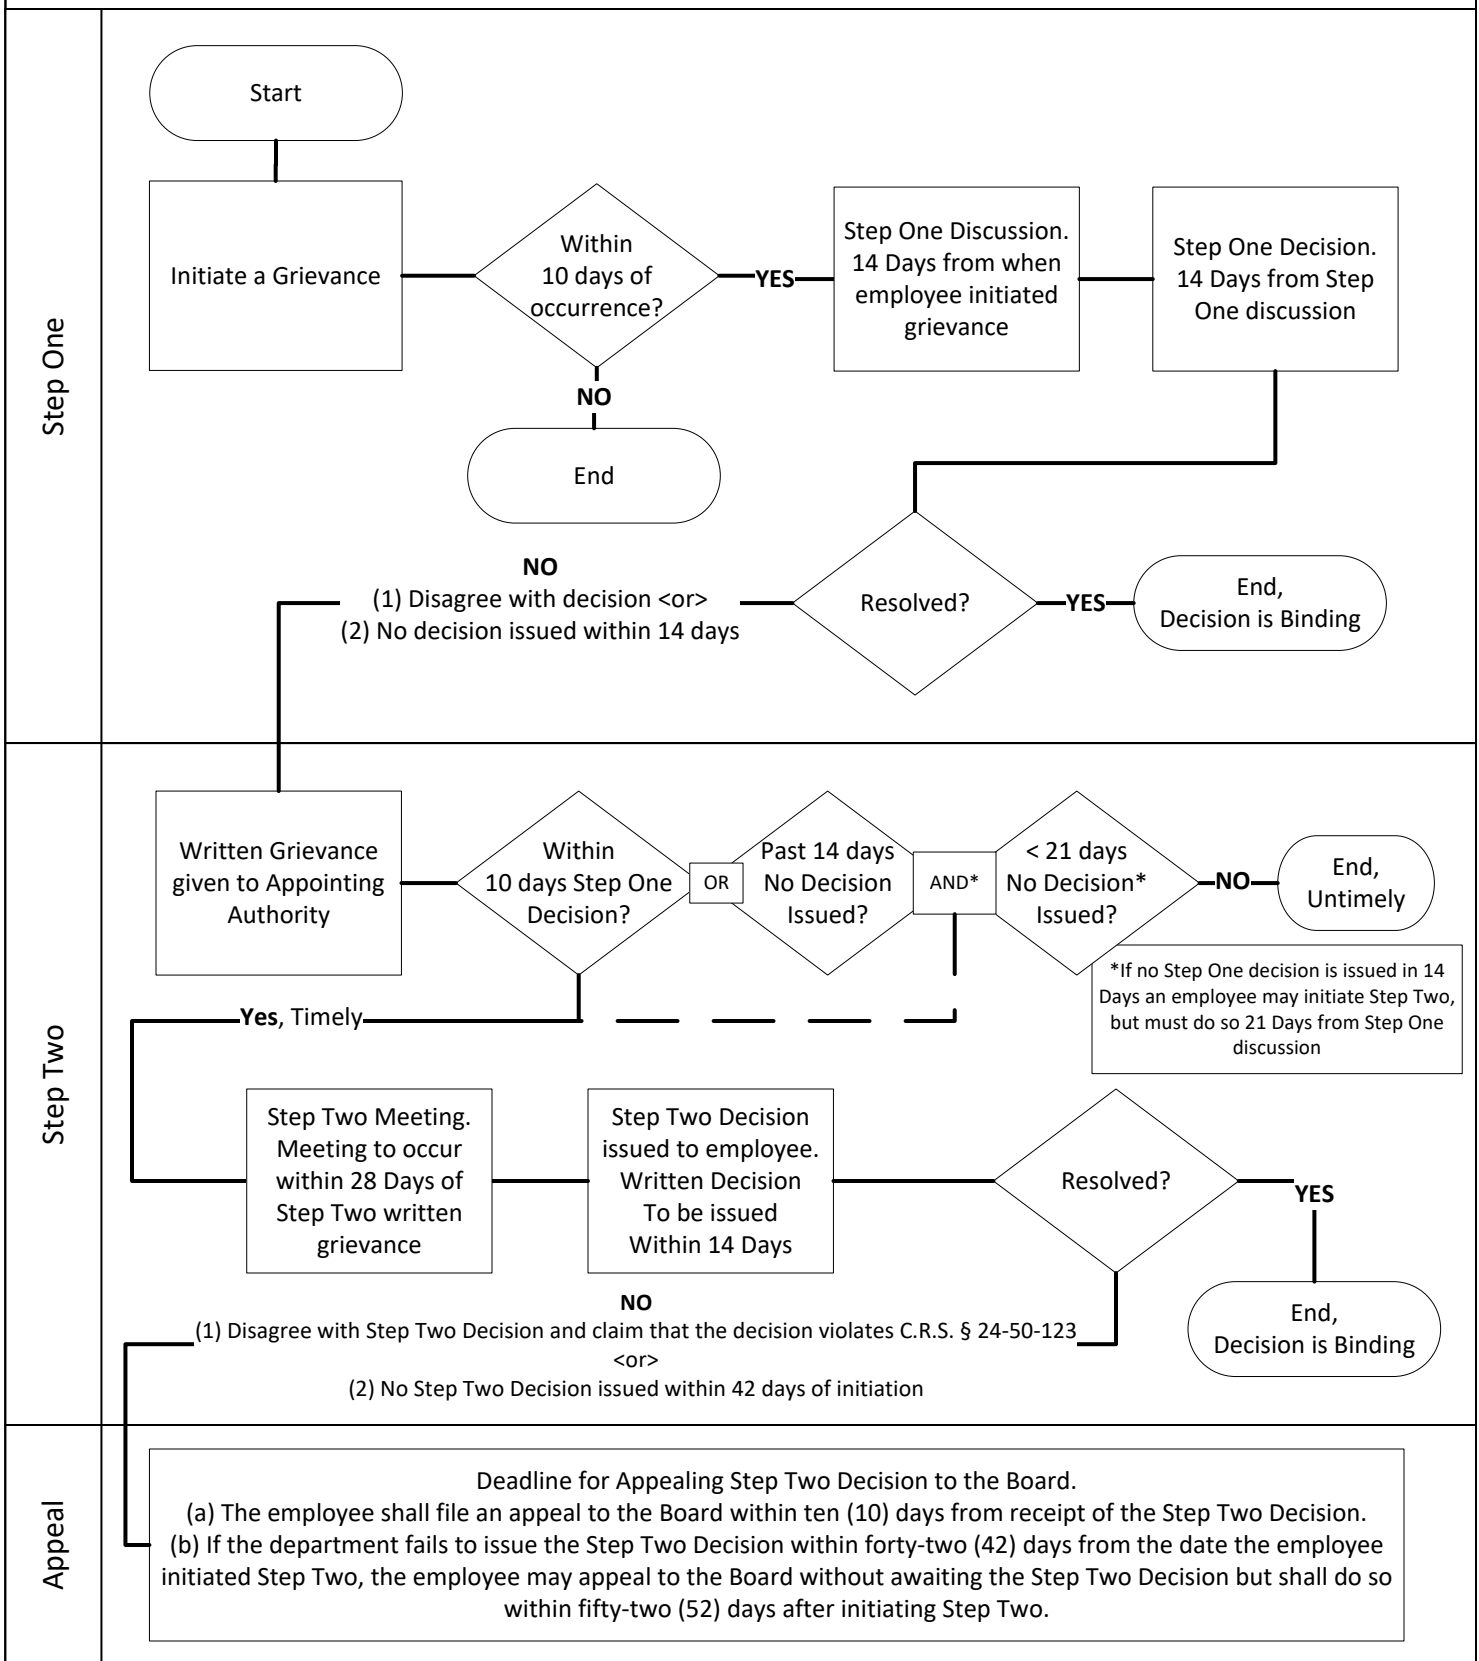 Step One
Start
Initiate a Grievance
Within
10 days of
occurrence?
YES
Step One Discussion.
14 Days from when
employee initiated
grievance
Step One Decision.
14 Days from Step
One discussion
NO
End
NO
(1) Disagree with decision <or>
(2) No decision issued within 14 days
Resolved?
YES
End,
Decision is Binding
Step Two
Written Grievance
given to Appointing
Authority
Within
10 days Step One
Decision?
OR
Past 14 days
No Decision
Issued?
AND*
< 21 days
No Decision*
Issued?
NO
End,
Untimely
*If no Step One decision is issued in 14
Days an employee may initiate Step Two,
but must do so 21 Days from Step One
discussion
Yes, Timely
Step Two Meeting.
Meeting to occur
within 28 Days of
Step Two written
grievance
Step Two Decision
issued to employee.
Written Decision
To be issued
Within 14 Days
Resolved?
YES
End,
Decision is Binding
NO
(1) Disagree with Step Two Decision and claim that the decision violates C.R.S. § 24-50-123
<or>
(2) No Step Two Decision issued within 42 days of initiation
Appeal
Deadline for Appealing Step Two Decision to the Board.
(a) The employee shall file an appeal to the Board within ten (10) days from receipt of the Step Two Decision.
(b) If the department fails to issue the Step Two Decision within forty-two (42) days from the date the employee
initiated Step Two, the employee may appeal to the Board without awaiting the Step Two Decision but shall do so
within fifty-two (52) days after initiating Step Two.